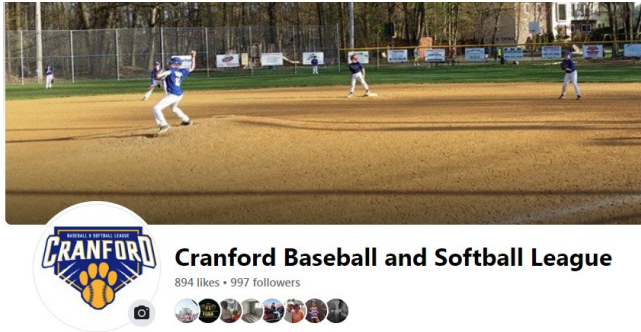 BASEBALL & SOFTBALL LEAGUE
CRANFORD
Cranford Baseball and Softball League
894 likes • 997 followers